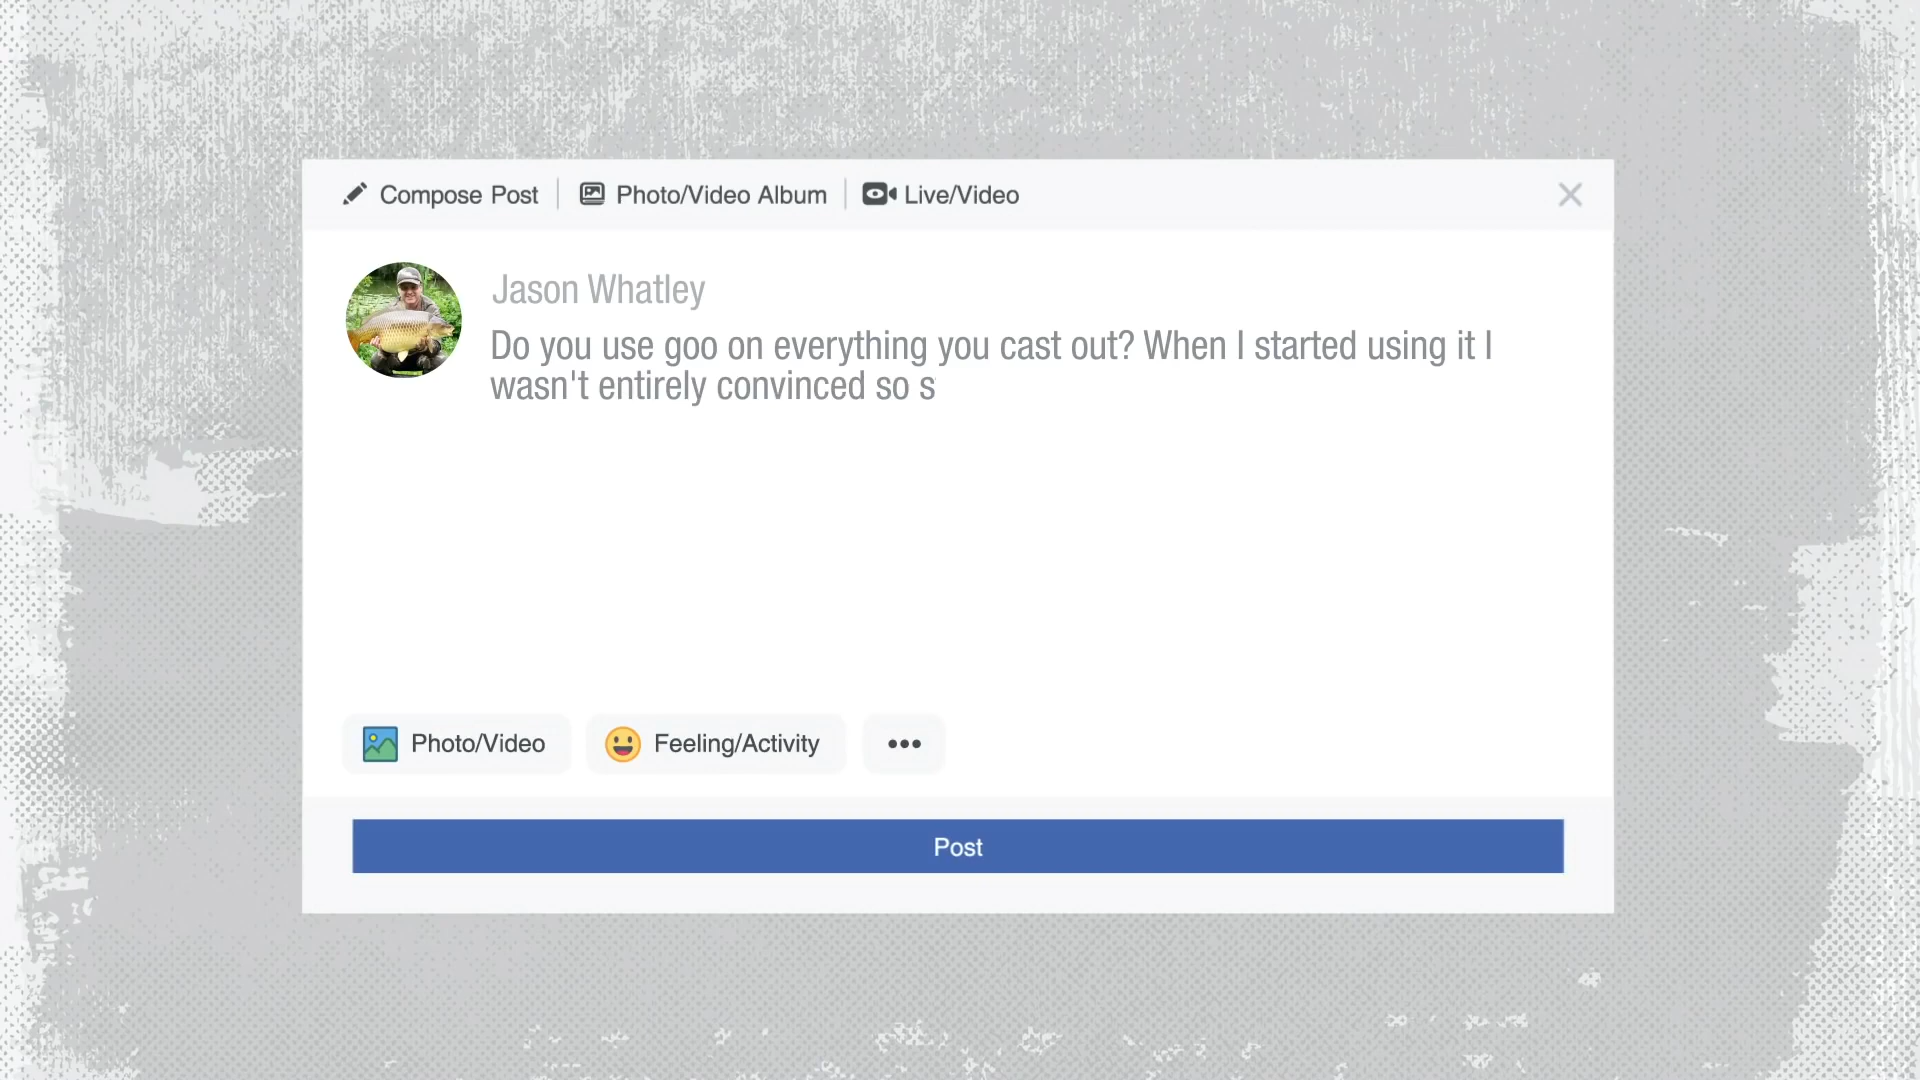 Compose Post
Photo/Video Album
Live/Video
Jason Whatley
Do you use goo on everything you cast out? When I started using it I
wasn't entirely convinced so s
Photo/Video
Feeling/Activity
Post